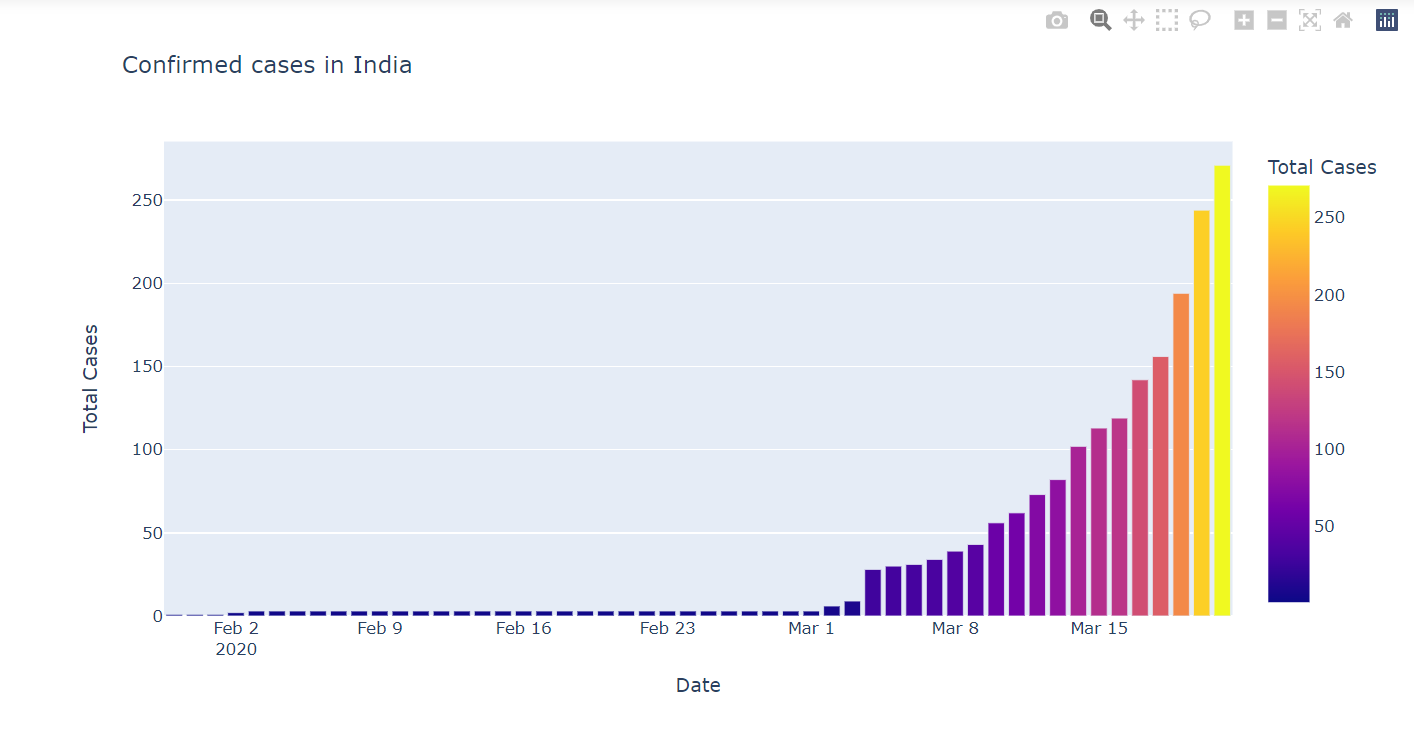 Confirmed cases in India
Total Cases
250
200
150
100
50
0
Feb 2
2020
Feb 9
Feb 16
Feb 23
Mar 1
Mar 8
Mar 15
Date
Total Cases
250
200
150
100
50